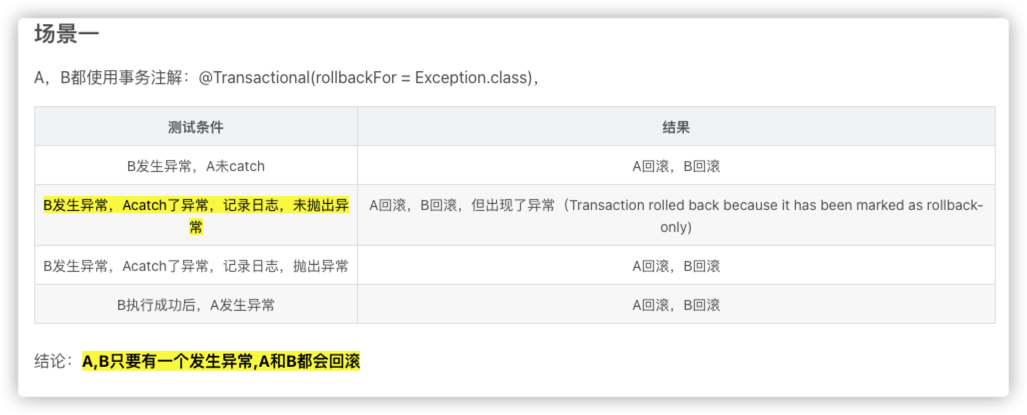 场景一
A，B都使用事务注解：@Transactional(rollbackFor = Exception.class)，
测试条件 结果
B发生异常，A未catch A回滚，B回滚
B发生异常，Acatch了异常，记录日志，未抛出异常 A回滚，B回滚，但出现了异常（Transaction rolled back because it has been marked as rollback-only)
B发生异常，Acatch了异常，记录日志，抛出异常 A回滚，B回滚
B执行成功后，A发生异常 A回滚，B回滚
结论：A,B只要有一个发生异常,A和B都会回滚